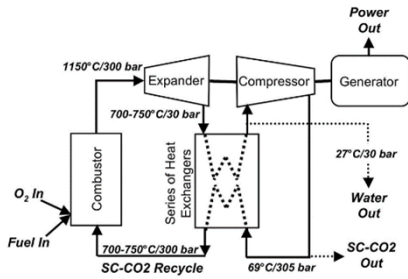 Power
Out
1150°C/300 bar
Expander
Compressor
Generator
700-750°C/30 bar
Combustor
Series of Heat
Exchangers
27°C/30 bar
O2 In
Water
Out
Fuel In
700-750°C/300 bar
69°C/305 bar
SC-CO2
Out
SC-CO2 Recycle